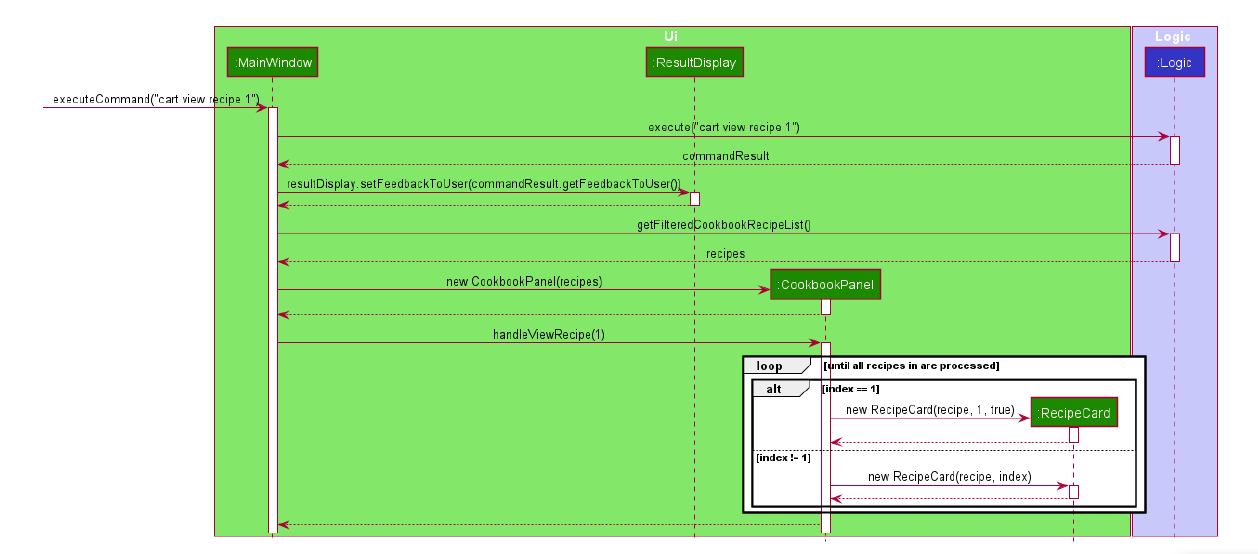 Ui
Logic
:MainWindow
:ResultDisplay
:Logic
executeCommand("cart view recipe 1")
execute("cart view recipe 1")
commandResult
resultDisplay.setFeedbackToUser(commandResult.getFeedbackToUser())
getFilteredCookbookRecipeList()
recipes
new CookbookPanel(recipes)
:CookbookPanel
handleViewRecipe(1)
loop
[until all recipes in are processed]
alt
[index == 1]
new RecipeCard(recipe, 1, true)
:RecipeCard
[index != 1]
new RecipeCard(recipe, index)